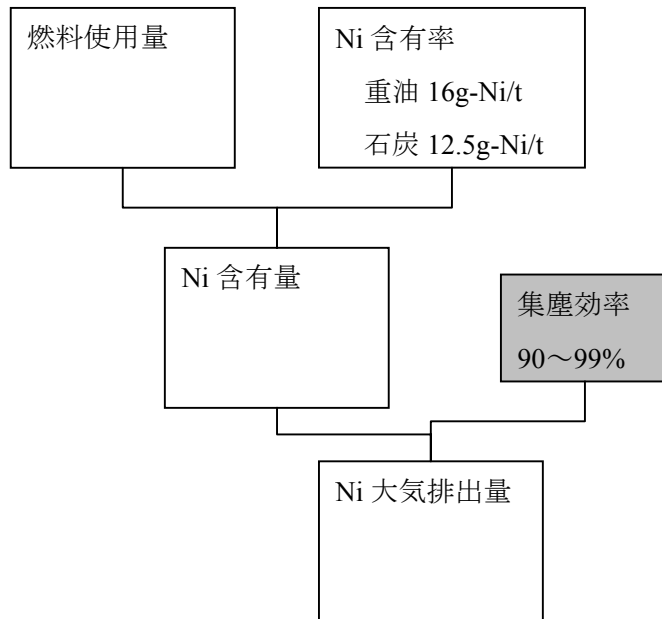 燃料使用量
Ni 含有率
重油 16g-Ni/t
石炭 12.5g-Ni/t
Ni 含有量
集塵効率
90～99%
Ni 大気排出量